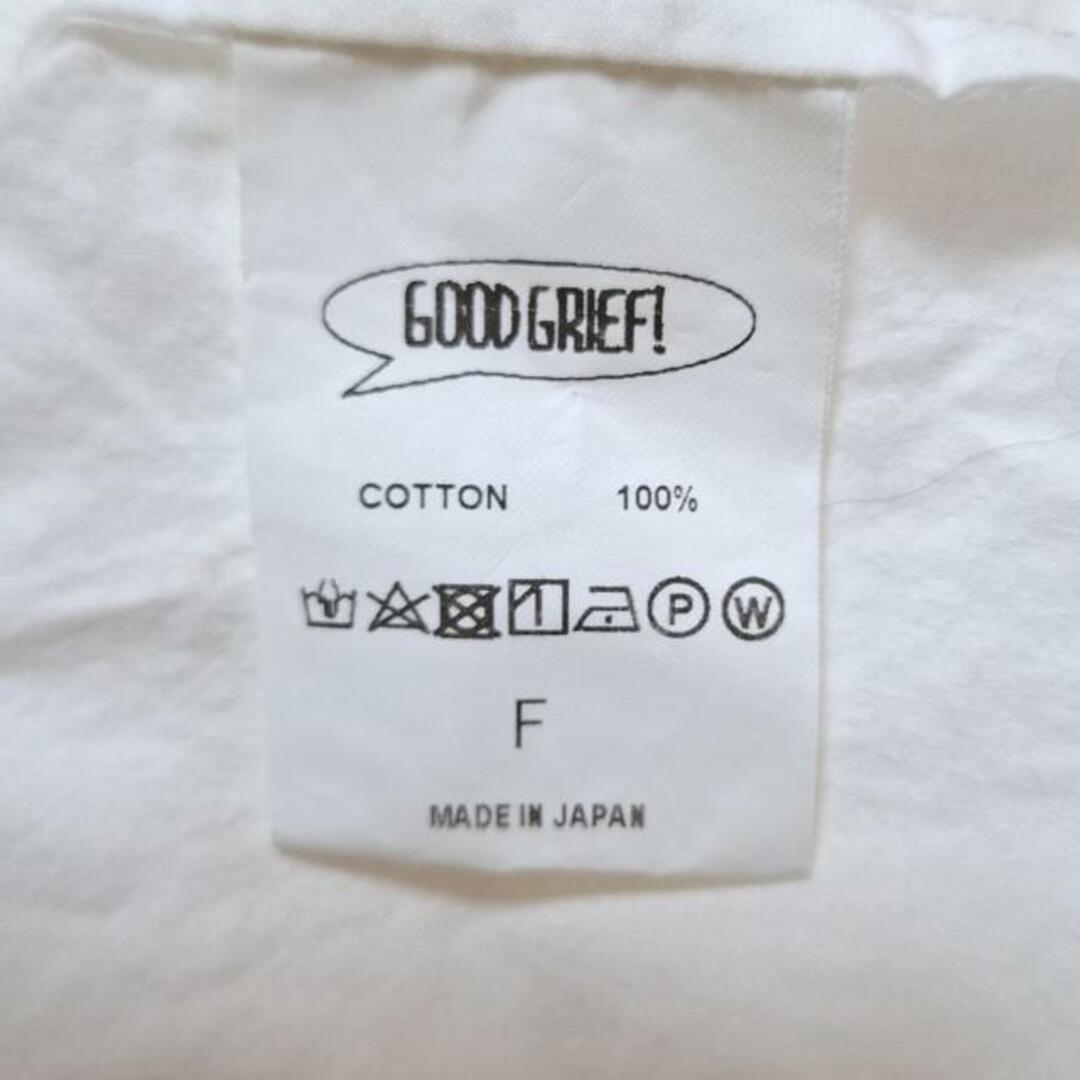 GOOD GRIEF!
COTTON 100%
P W
F
MADE IN JAPAN